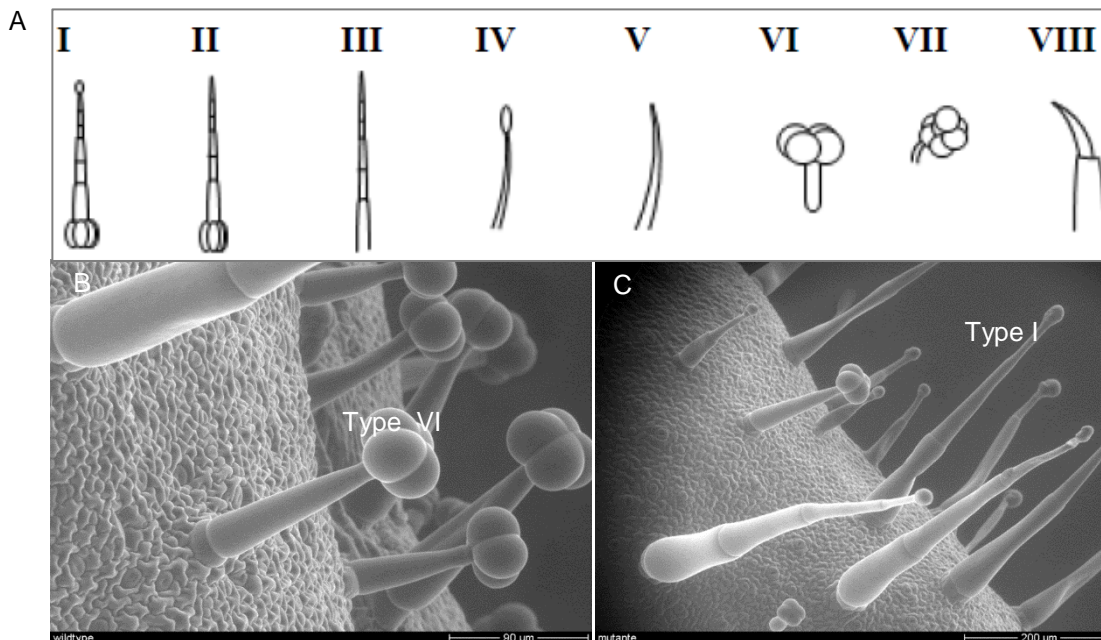 A
I II III IV V VI VII VIII
B
C
Type I
Type VI
wildtype 90 µm
mutante 200 µm